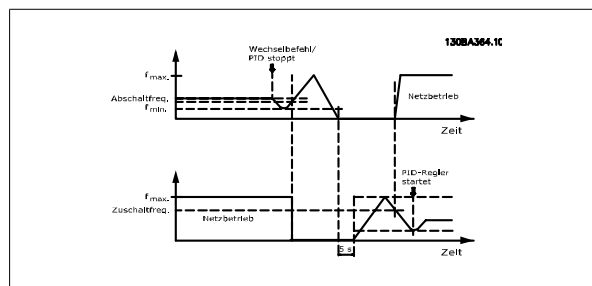 130BA364.10
Wechselbefehl/
PID stoppt
fmax.
Abschaltfreq.
fmin.
Netzbetrieb
Zeit
PID-Regler
startet
fmax.
Zuschaltfreq.
Netzbetrieb
5 s
Zeit